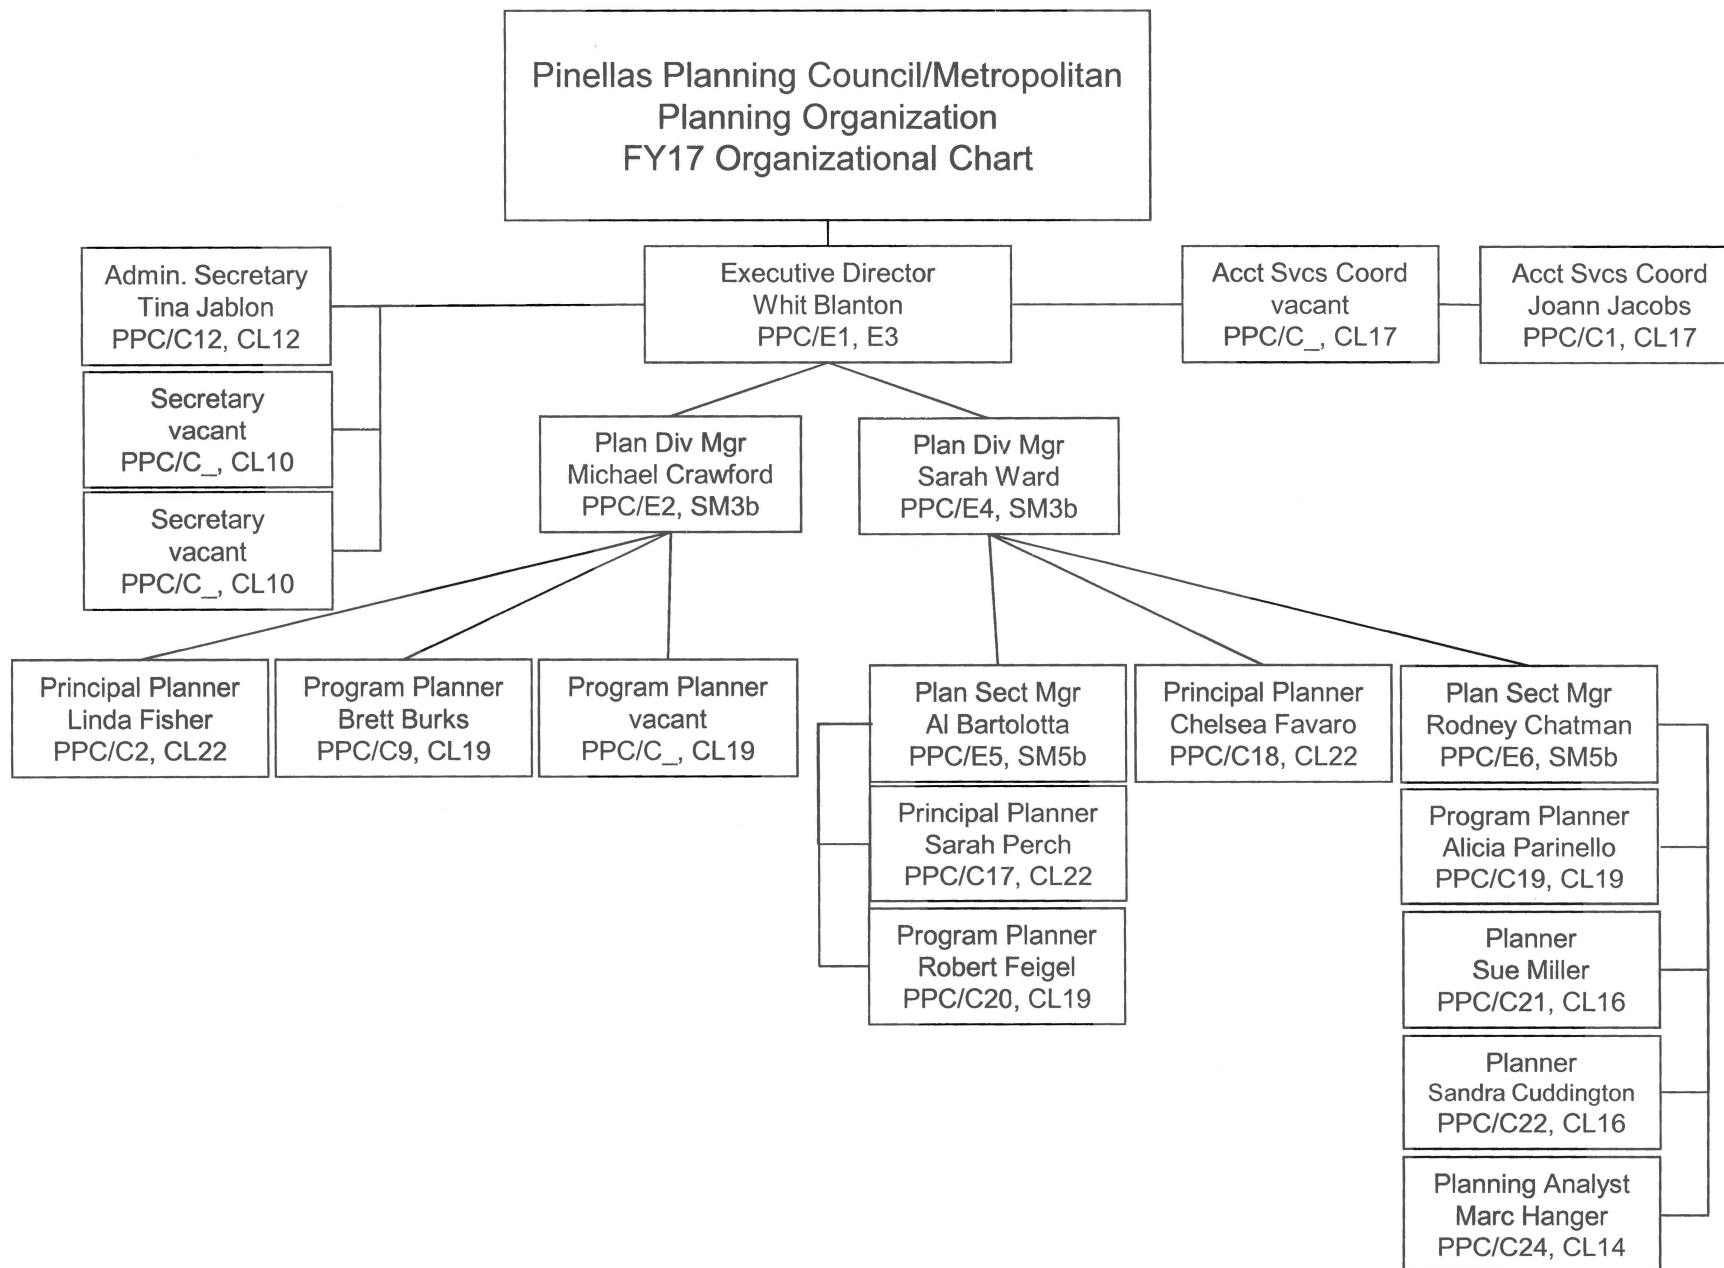 Pinellas Planning Council/Metropolitan
Planning Organization
FY17 Organizational Chart
Admin. Secretary
Tina Jablon
PPC/C12, CL12
Executive Director
Whit Blanton
PPC/E1, E3
Acct Svcs Coord
vacant
PPC/C_, CL17
Acct Svcs Coord
Joann Jacobs
PPC/C1, CL17
Secretary
vacant
PPC/C_, CL10
Secretary
vacant
PPC/C_, CL10
Plan Div Mgr
Michael Crawford
PPC/E2, SM3b
Plan Div Mgr
Sarah Ward
PPC/E4, SM3b
Principal Planner
Linda Fisher
PPC/C2, CL22
Program Planner
Brett Burks
PPC/C9, CL19
Program Planner
vacant
PPC/C_, CL19
Plan Sect Mgr
Al Bartolotta
PPC/E5, SM5b
Principal Planner
Chelsea Favaro
PPC/C18, CL22
Plan Sect Mgr
Rodney Chatman
PPC/E6, SM5b
Principal Planner
Sarah Perch
PPC/C17, CL22
Program Planner
Robert Feigel
PPC/C20, CL19
Program Planner
Alicia Parinello
PPC/C19, CL19
Planner
Sue Miller
PPC/C21, CL16
Planner
Sandra Cuddington
PPC/C22, CL16
Planning Analyst
Marc Hanger
PPC/C24, CL14